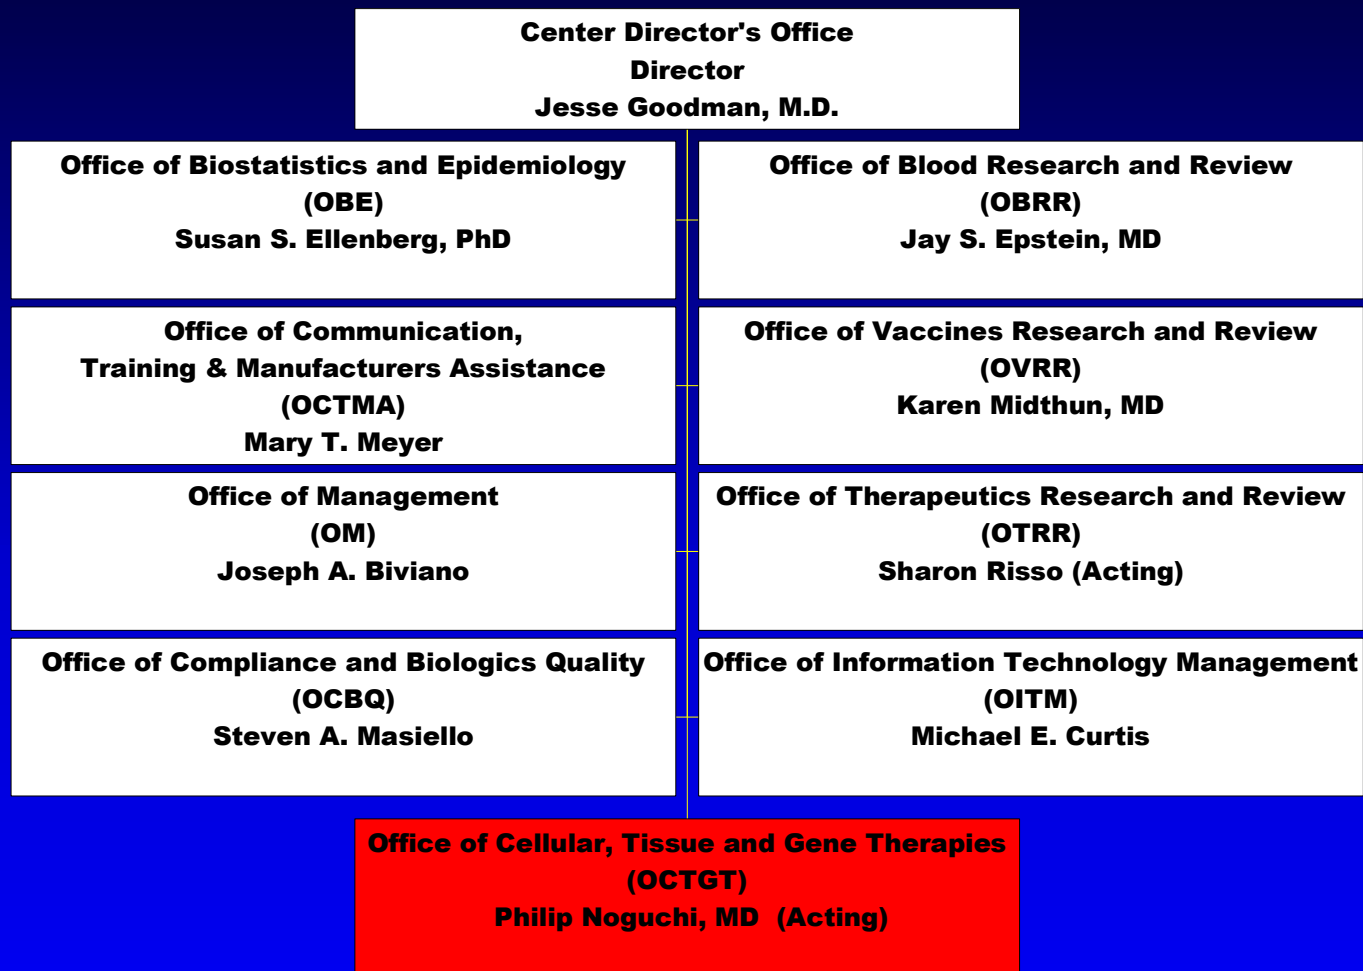 Center Director's Office
Director
Jesse Goodman, M.D.
Office of Biostatistics and Epidemiology
(OBE)
Susan S. Ellenberg, PhD
Office of Blood Research and Review
(OBRR)
Jay S. Epstein, MD
Office of Communication,
Training & Manufacturers Assistance
(OCTMA)
Mary T. Meyer
Office of Vaccines Research and Review
(OVRR)
Karen Midthun, MD
Office of Management
(OM)
Joseph A. Biviano
Office of Therapeutics Research and Review
(OTRR)
Sharon Risso (Acting)
Office of Compliance and Biologics Quality
(OCBQ)
Steven A. Masiello
Office of Information Technology Management
(OITM)
Michael E. Curtis
Office of Cellular, Tissue and Gene Therapies
(OCTGT)
Philip Noguchi, MD (Acting)